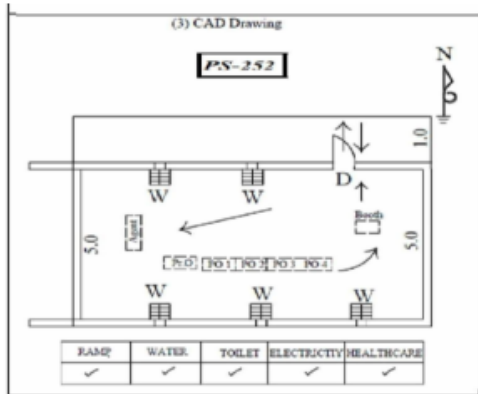 (3) CAD Drawing
PS-252
N
1.0
D
W W
Agent
Booth
5.0
5.0
Pr.O PO 1 PO 2 PO 3 PO 4
W W W
RAMP WATER TOILET ELECTRICTIY HEALTHCARE
✓ ✓ ✓ ✓ ✓